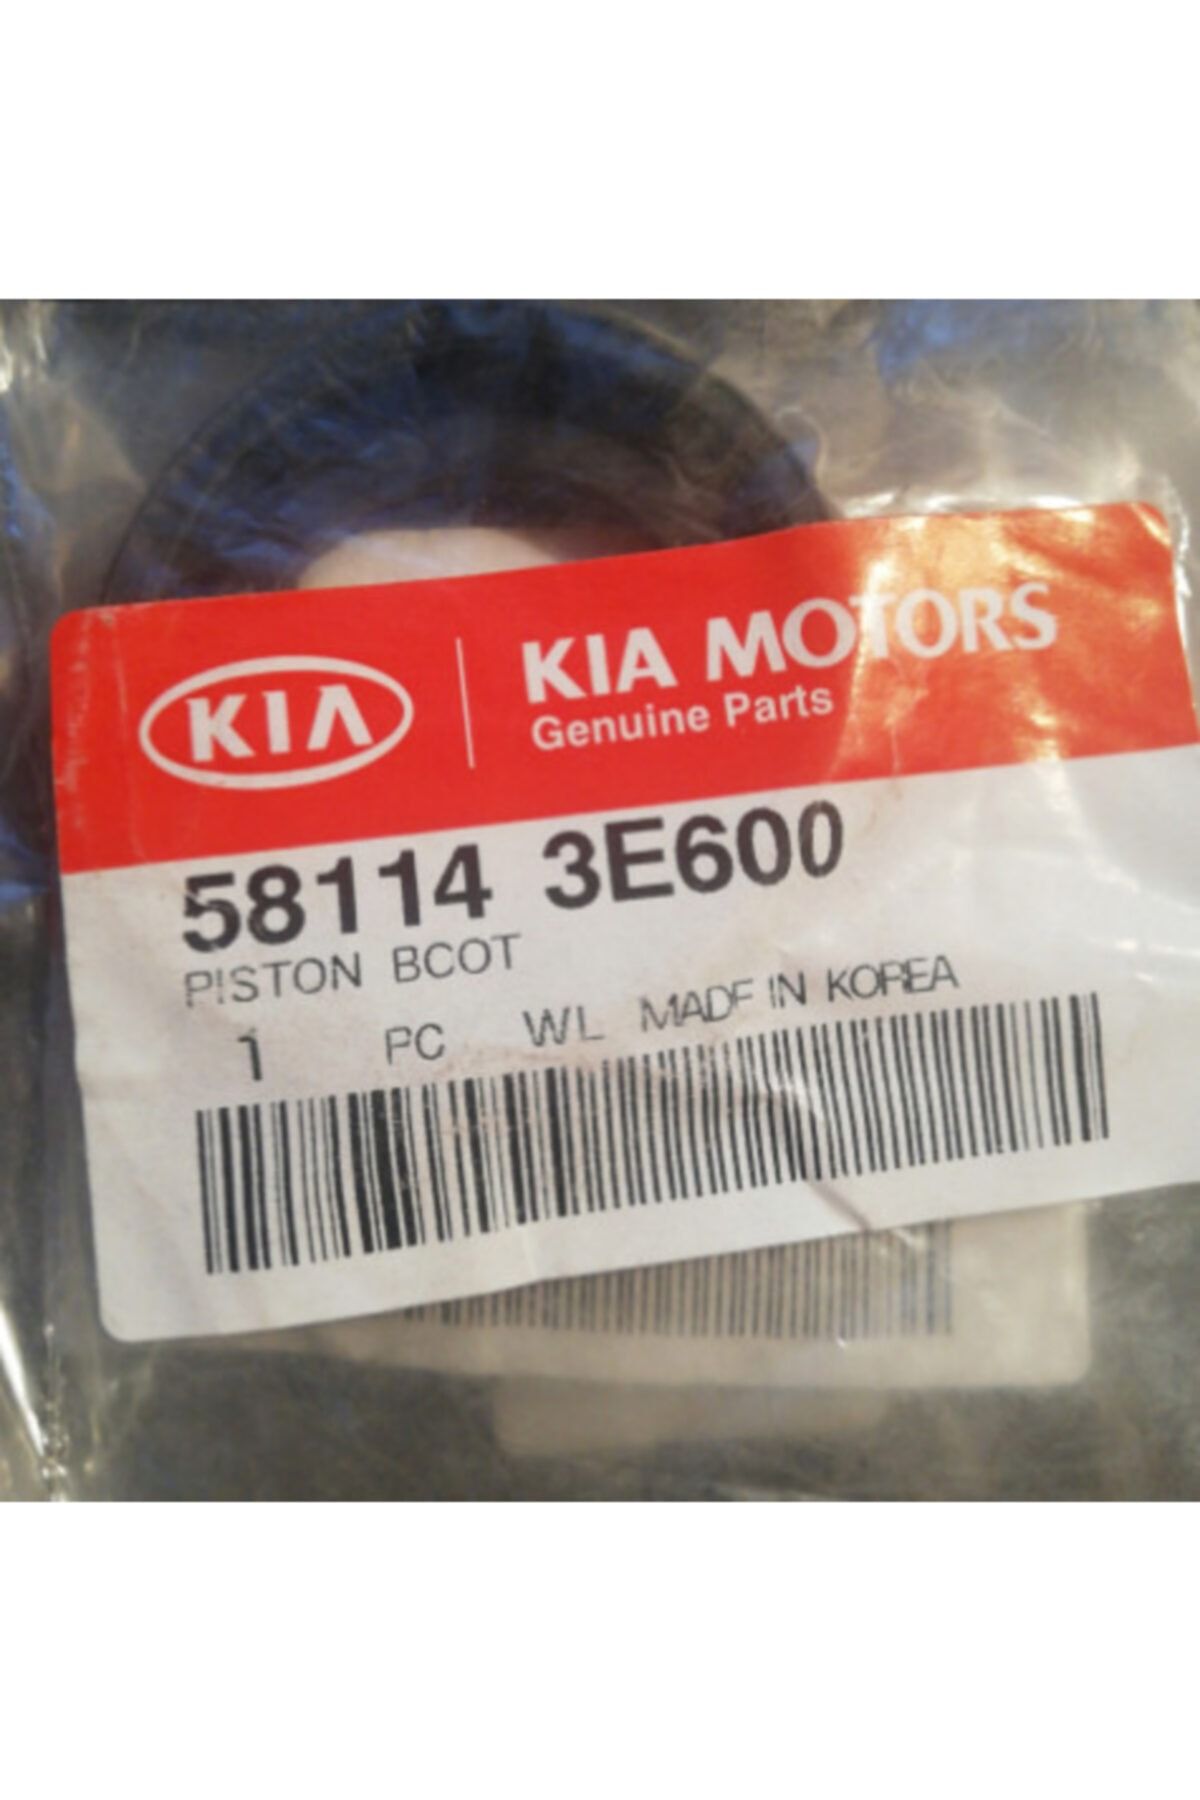 KIA
KIA MOTORS
Genuine Parts
58114 3E600
PISTON BCOT
1 PC WL MADE IN KOREA